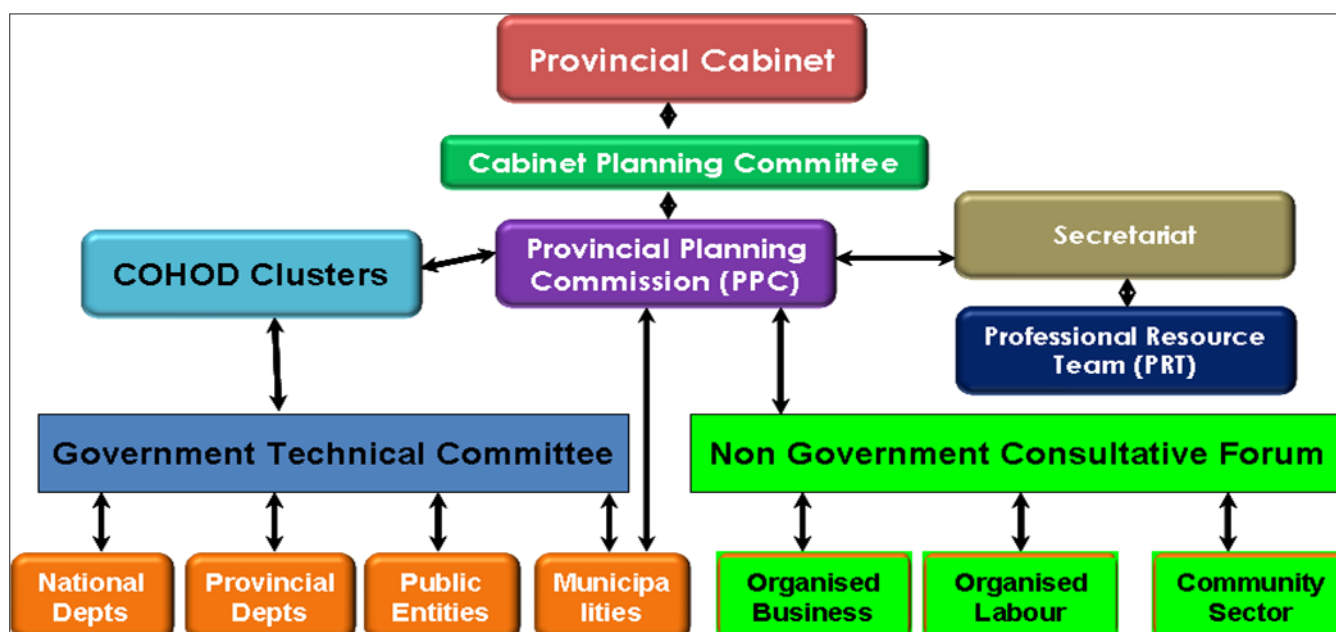 Provincial Cabinet
Cabinet Planning Committee
Provincial Planning
Commission (PPC)
Secretariat
COHOD Clusters
Professional Resource
Team (PRT)
Government Technical Committee
Non Government Consultative Forum
National
Depts
Provincial
Depts
Public
Entities
Municipa
lities
Organised
Business
Organised
Labour
Community
Sector